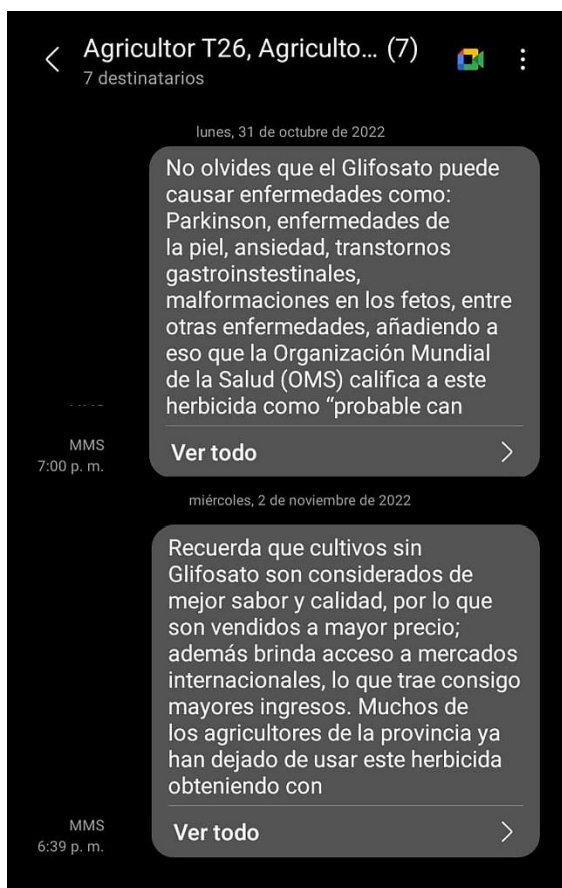 Agricultor T26, Agriculto... (7)
7 destinatarios
lunes, 31 de octubre de 2022
No olvides que el Glifosato puede
causar enfermedades como:
Parkinson, enfermedades de
la piel, ansiedad, transtornos
gastroinstestinales,
malformaciones en los fetos, entre
otras enfermedades, añadiendo a
eso que la Organización Mundial
de la Salud (OMS) califica a este
herbicida como “probable can
MMS
7:00 p. m.
Ver todo
miércoles, 2 de noviembre de 2022
Recuerda que cultivos sin
Glifosato son considerados de
mejor sabor y calidad, por lo que
son vendidos a mayor precio;
además brinda acceso a mercados
internacionales, lo que trae consigo
mayores ingresos. Muchos de
los agricultores de la provincia ya
han dejado de usar este herbicida
obteniendo con
MMS
6:39 p. m.
Ver todo